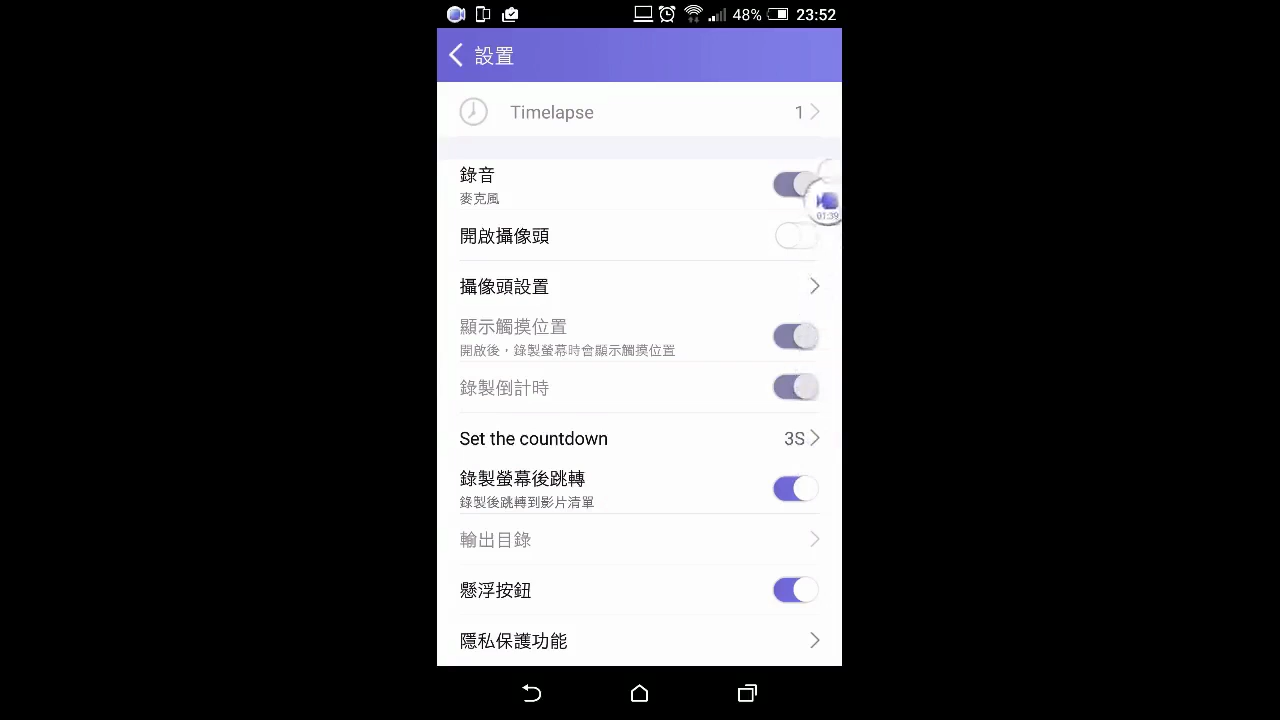 48% 23:52
設置
Timelapse 1
錄音
麥克風
01:39
開啟攝像頭
攝像頭設置
顯示觸摸位置
開啟後，錄製螢幕時會顯示觸摸位置
錄製倒計時
Set the countdown 3S
錄製螢幕後跳轉
錄製後跳轉到影片清單
輸出目錄
懸浮按鈕
隱私保護功能